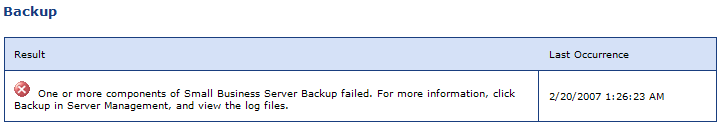 Backup
Result
Last Occurrence
One or more components of Small Business Server Backup failed. For more information, click
Backup in Server Management, and view the log files.
2/20/2007 1:26:23 AM